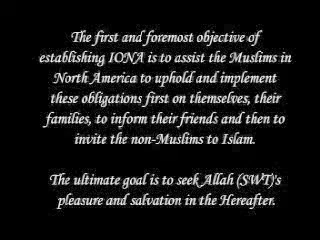 The first and foremost objective of
establishing IONA is to assist the Muslims in
North America to uphold and implement
these obligations first on themselves, their
families, to inform their friends and then to
invite the non-Muslims to Islam.
The ultimate goal is to seek Allah (SWT)'s
pleasure and salvation in the Hereafter.